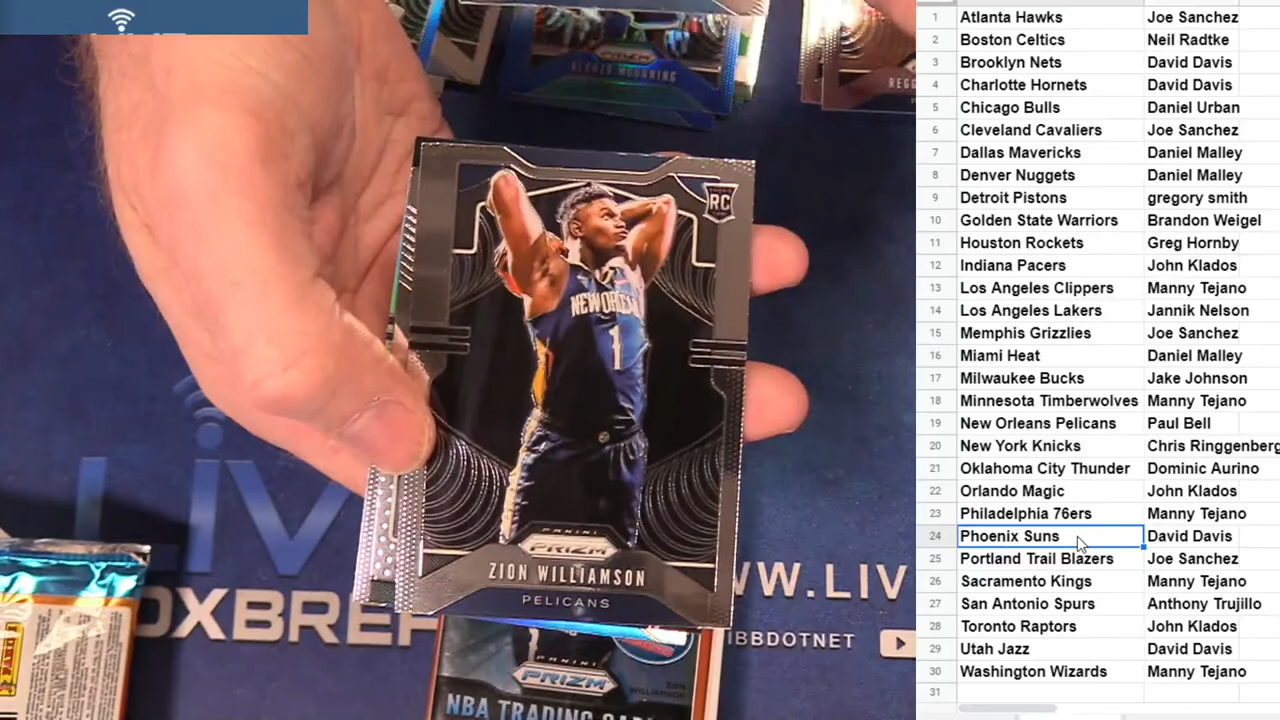 ALONZO MOURNING
REGG
RC
NEW ORLEANS
1
PANINI
PRIZM
ZION WILLIAMSON
PELICANS
LIV
WW.LIV
OXBRE
IBBDOTNET
PRIZM
ZION
WILLIAMSON
NBA TRADING CAR
1 Atlanta Hawks Joe Sanchez
2 Boston Celtics Neil Radtke
3 Brooklyn Nets David Davis
4 Charlotte Hornets David Davis
5 Chicago Bulls Daniel Urban
6 Cleveland Cavaliers Joe Sanchez
7 Dallas Mavericks Daniel Malley
8 Denver Nuggets Daniel Malley
9 Detroit Pistons gregory smith
10 Golden State Warriors Brandon Weigel
11 Houston Rockets Greg Hornby
12 Indiana Pacers John Klados
13 Los Angeles Clippers Manny Tejano
14 Los Angeles Lakers Jannik Nelson
15 Memphis Grizzlies Joe Sanchez
16 Miami Heat Daniel Malley
17 Milwaukee Bucks Jake Johnson
18 Minnesota Timberwolves Manny Tejano
19 New Orleans Pelicans Paul Bell
20 New York Knicks Chris Ringgenberg
21 Oklahoma City Thunder Dominic Aurino
22 Orlando Magic John Klados
23 Philadelphia 76ers Manny Tejano
24 Phoenix Suns David Davis
25 Portland Trail Blazers Joe Sanchez
26 Sacramento Kings Manny Tejano
27 San Antonio Spurs Anthony Trujillo
28 Toronto Raptors John Klados
29 Utah Jazz David Davis
30 Washington Wizards Manny Tejano
31